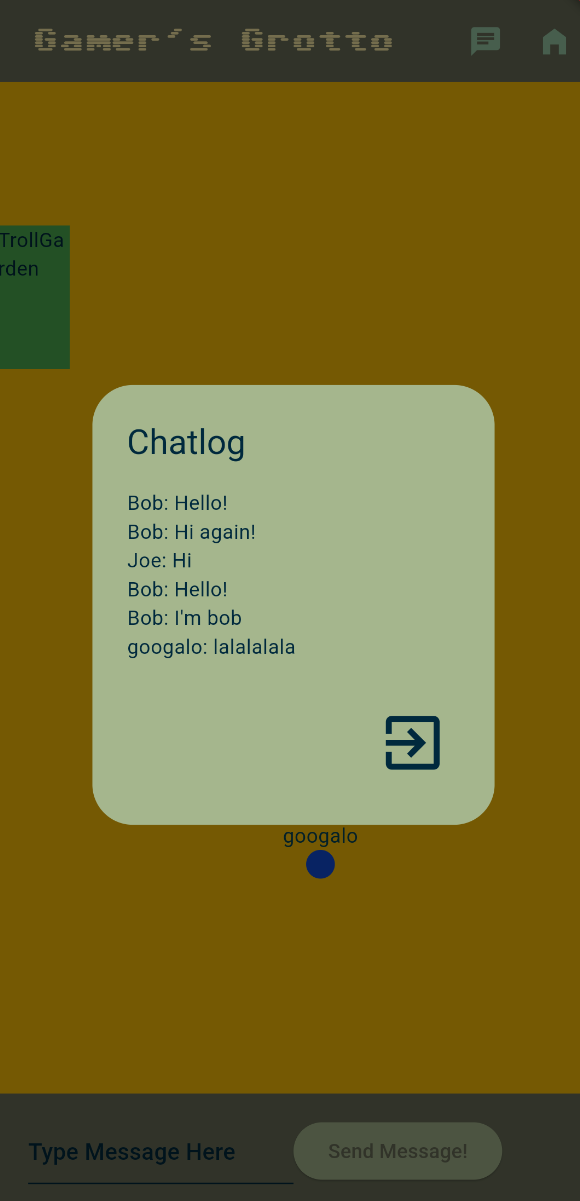 Gamer's Grotto
TrollGa
rden
Chatlog
Bob: Hello!
Bob: Hi again!
Joe: Hi
Bob: Hello!
Bob: I'm bob
googalo: lalalalala
googalo
Type Message Here
Send Message!